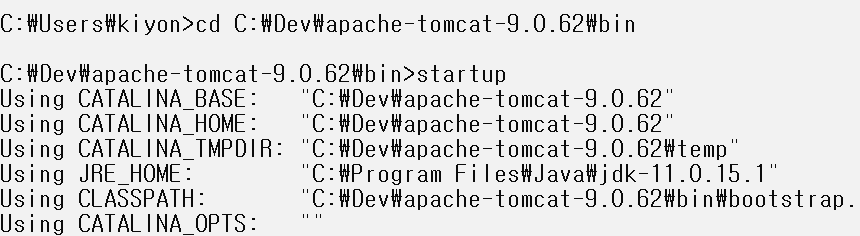 C:₩Users₩kiyon>cd C:₩Dev₩apache-tomcat-9.0.62₩bin
C:₩Dev₩apache-tomcat-9.0.62₩bin>startup
Using CATALINA_BASE:   "C:₩Dev₩apache-tomcat-9.0.62"
Using CATALINA_HOME:   "C:₩Dev₩apache-tomcat-9.0.62"
Using CATALINA_TMPDIR: "C:₩Dev₩apache-tomcat-9.0.62₩temp"
Using JRE_HOME:        "C:₩Program Files₩Java₩jdk-11.0.15.1"
Using CLASSPATH:       "C:₩Dev₩apache-tomcat-9.0.62₩bin₩bootstrap.
Using CATALINA_OPTS:   ""